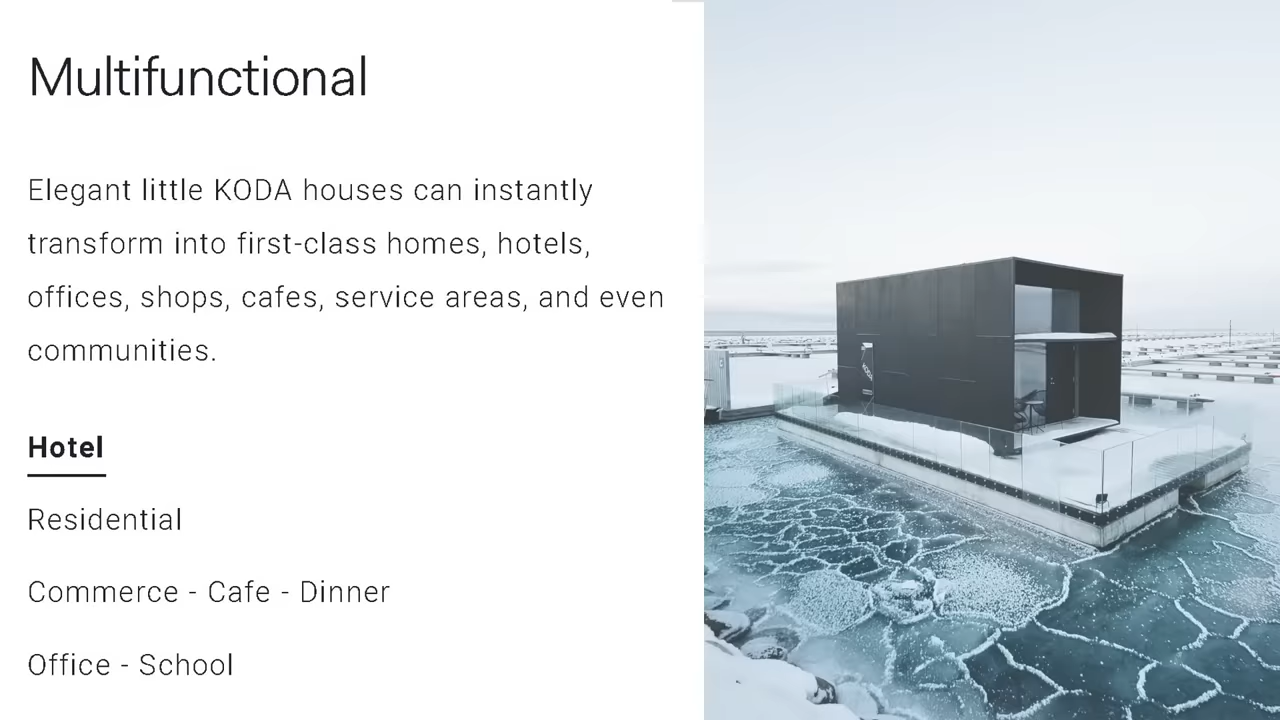 Multifunctional
Elegant little KODA houses can instantly
transform into first-class homes, hotels,
offices, shops, cafes, service areas, and even
communities.
Hotel
Residential
Commerce - Cafe - Dinner
Office - School
KODA